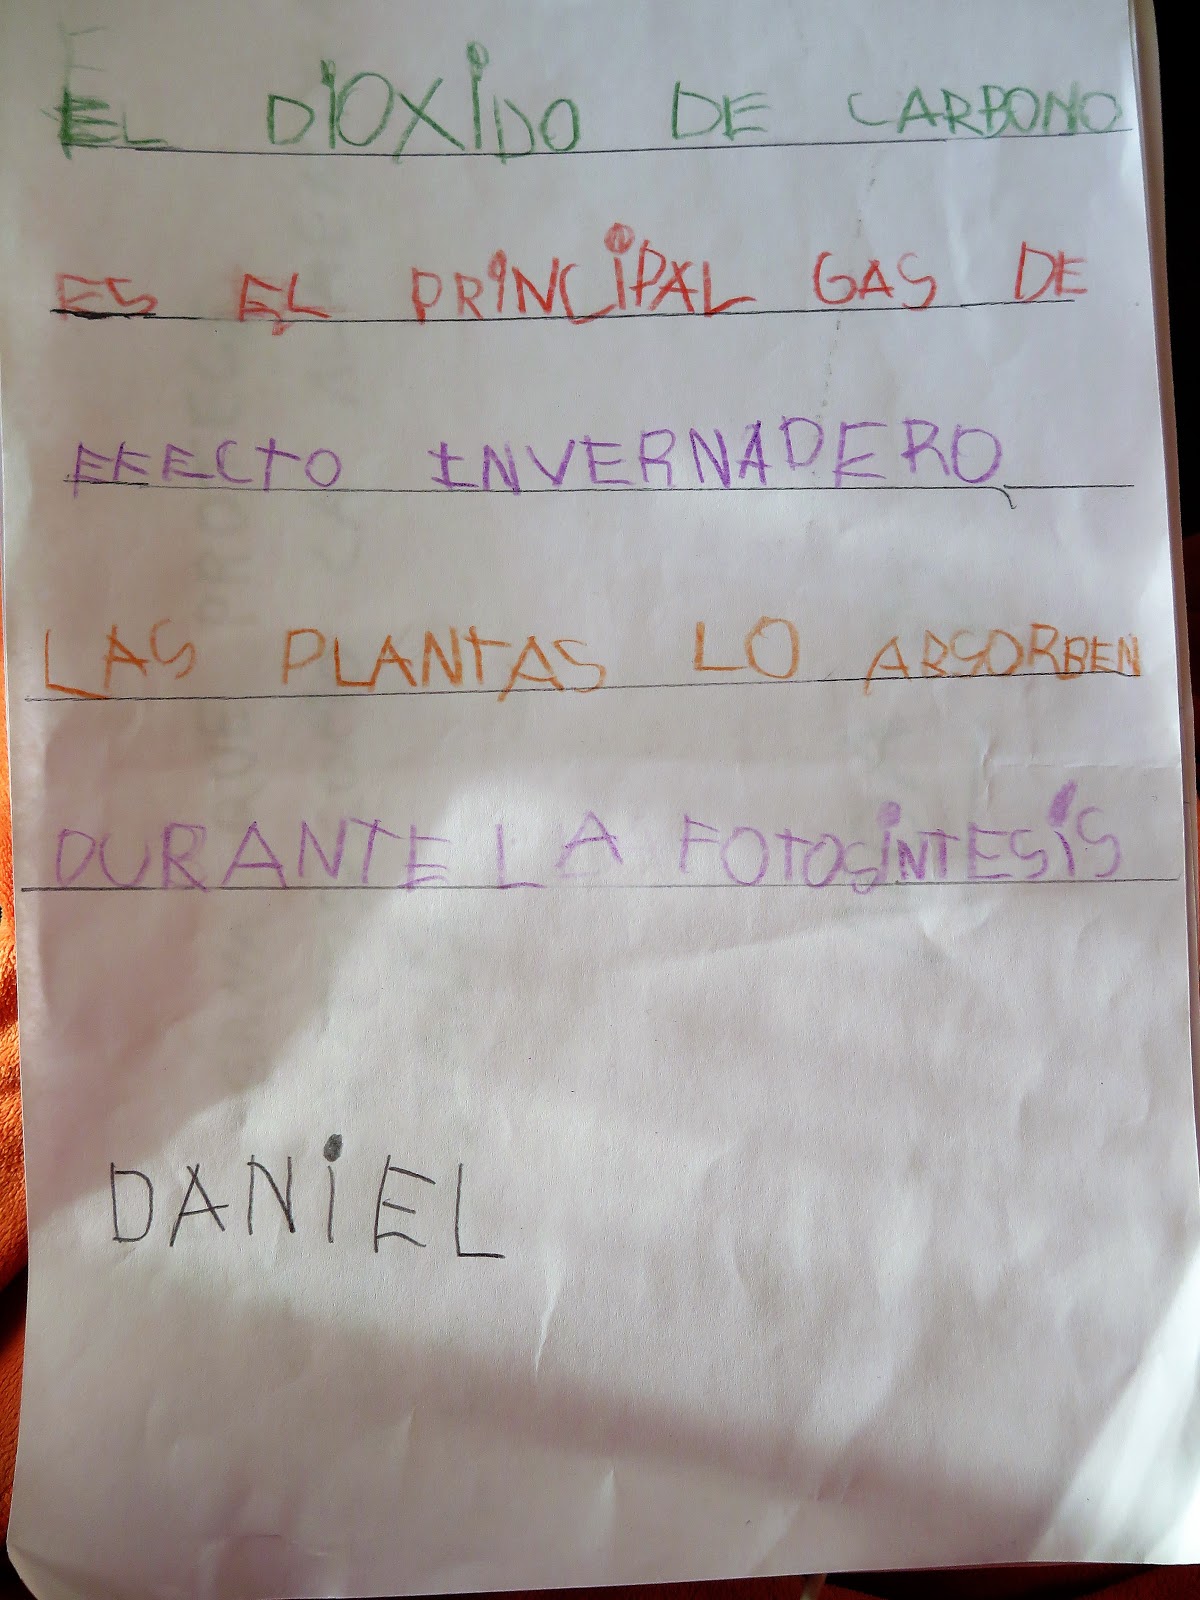 EL DIOXIDO DE CARBONO
ES EL PRINCIPAL GAS DE
EFECTO INVERNADERO,
LAS PLANTAS LO ABSORBEN
DURANTE LA FOTOSINTESIS
DANIEL